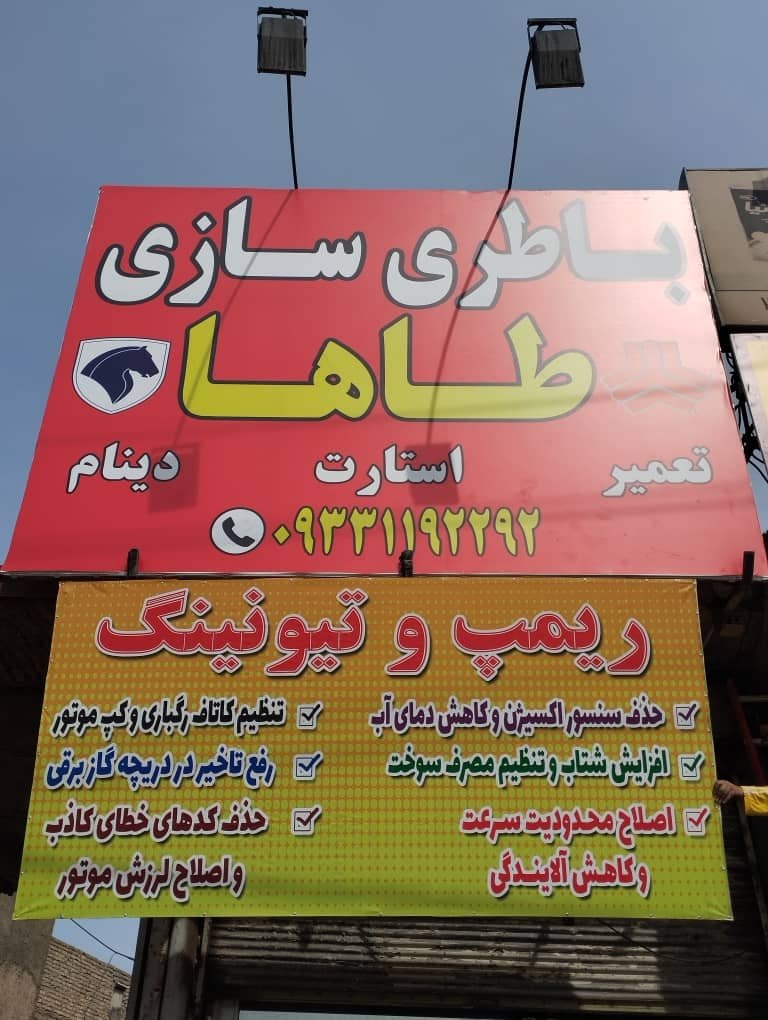 باطری سازی
طاها
تعمیر استارت دینام
۰۹۳۳۱۱۹۲۲۹۲
ریمپ و تیونینگ
حذف سنسور اکسیژن و کاهش دمای آب
افزایش شتاب و تنظیم مصرف سوخت
اصلاح محدودیت سرعت
و کاهش آلایندگی
تنظیم کاتاف رگباری و کپ موتور
رفع تاخیر در دریچه گاز برقی
حذف کدهای خطای کاذب
و اصلاح لرزش موتور